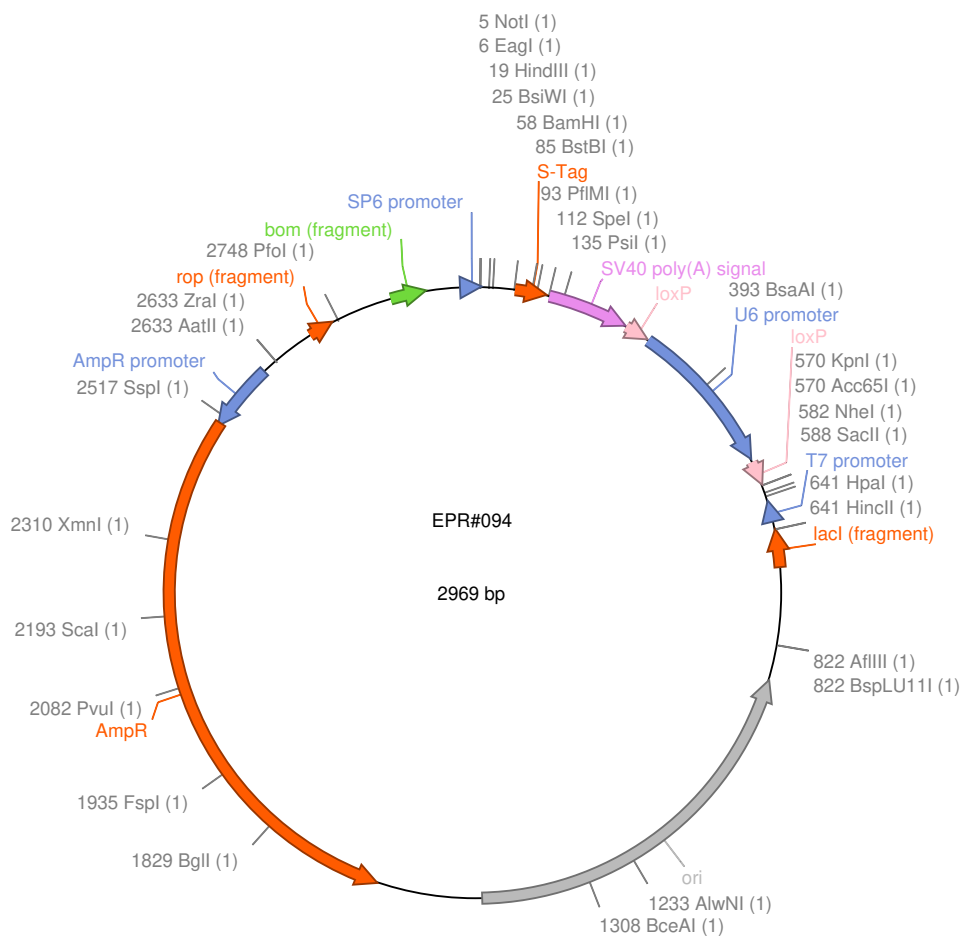 5 NotI (1)
6 EagI (1)
19 HindIII (1)
25 BsiWI (1)
58 BamHI (1)
85 BstBI (1)
S-Tag
93 PflMI (1)
112 SpeI (1)
135 PsiI (1)
SV40 poly(A) signal
loxP
393 BsaAI (1)
U6 promoter
loxP
570 KpnI (1)
570 Acc65I (1)
582 NheI (1)
588 SacII (1)
T7 promoter
641 HpaI (1)
641 HincII (1)
lacI (fragment)
822 AflIII (1)
822 BspLU11I (1)
ori
1233 AlwNI (1)
1308 BceAI (1)
1829 BglI (1)
1935 FspI (1)
AmpR
2082 PvuI (1)
2193 ScaI (1)
2310 XmnI (1)
2517 SspI (1)
AmpR promoter
2633 AatII (1)
2633 ZraI (1)
rop (fragment)
2748 PfoI (1)
bom (fragment)
SP6 promoter
EPR#094
2969 bp